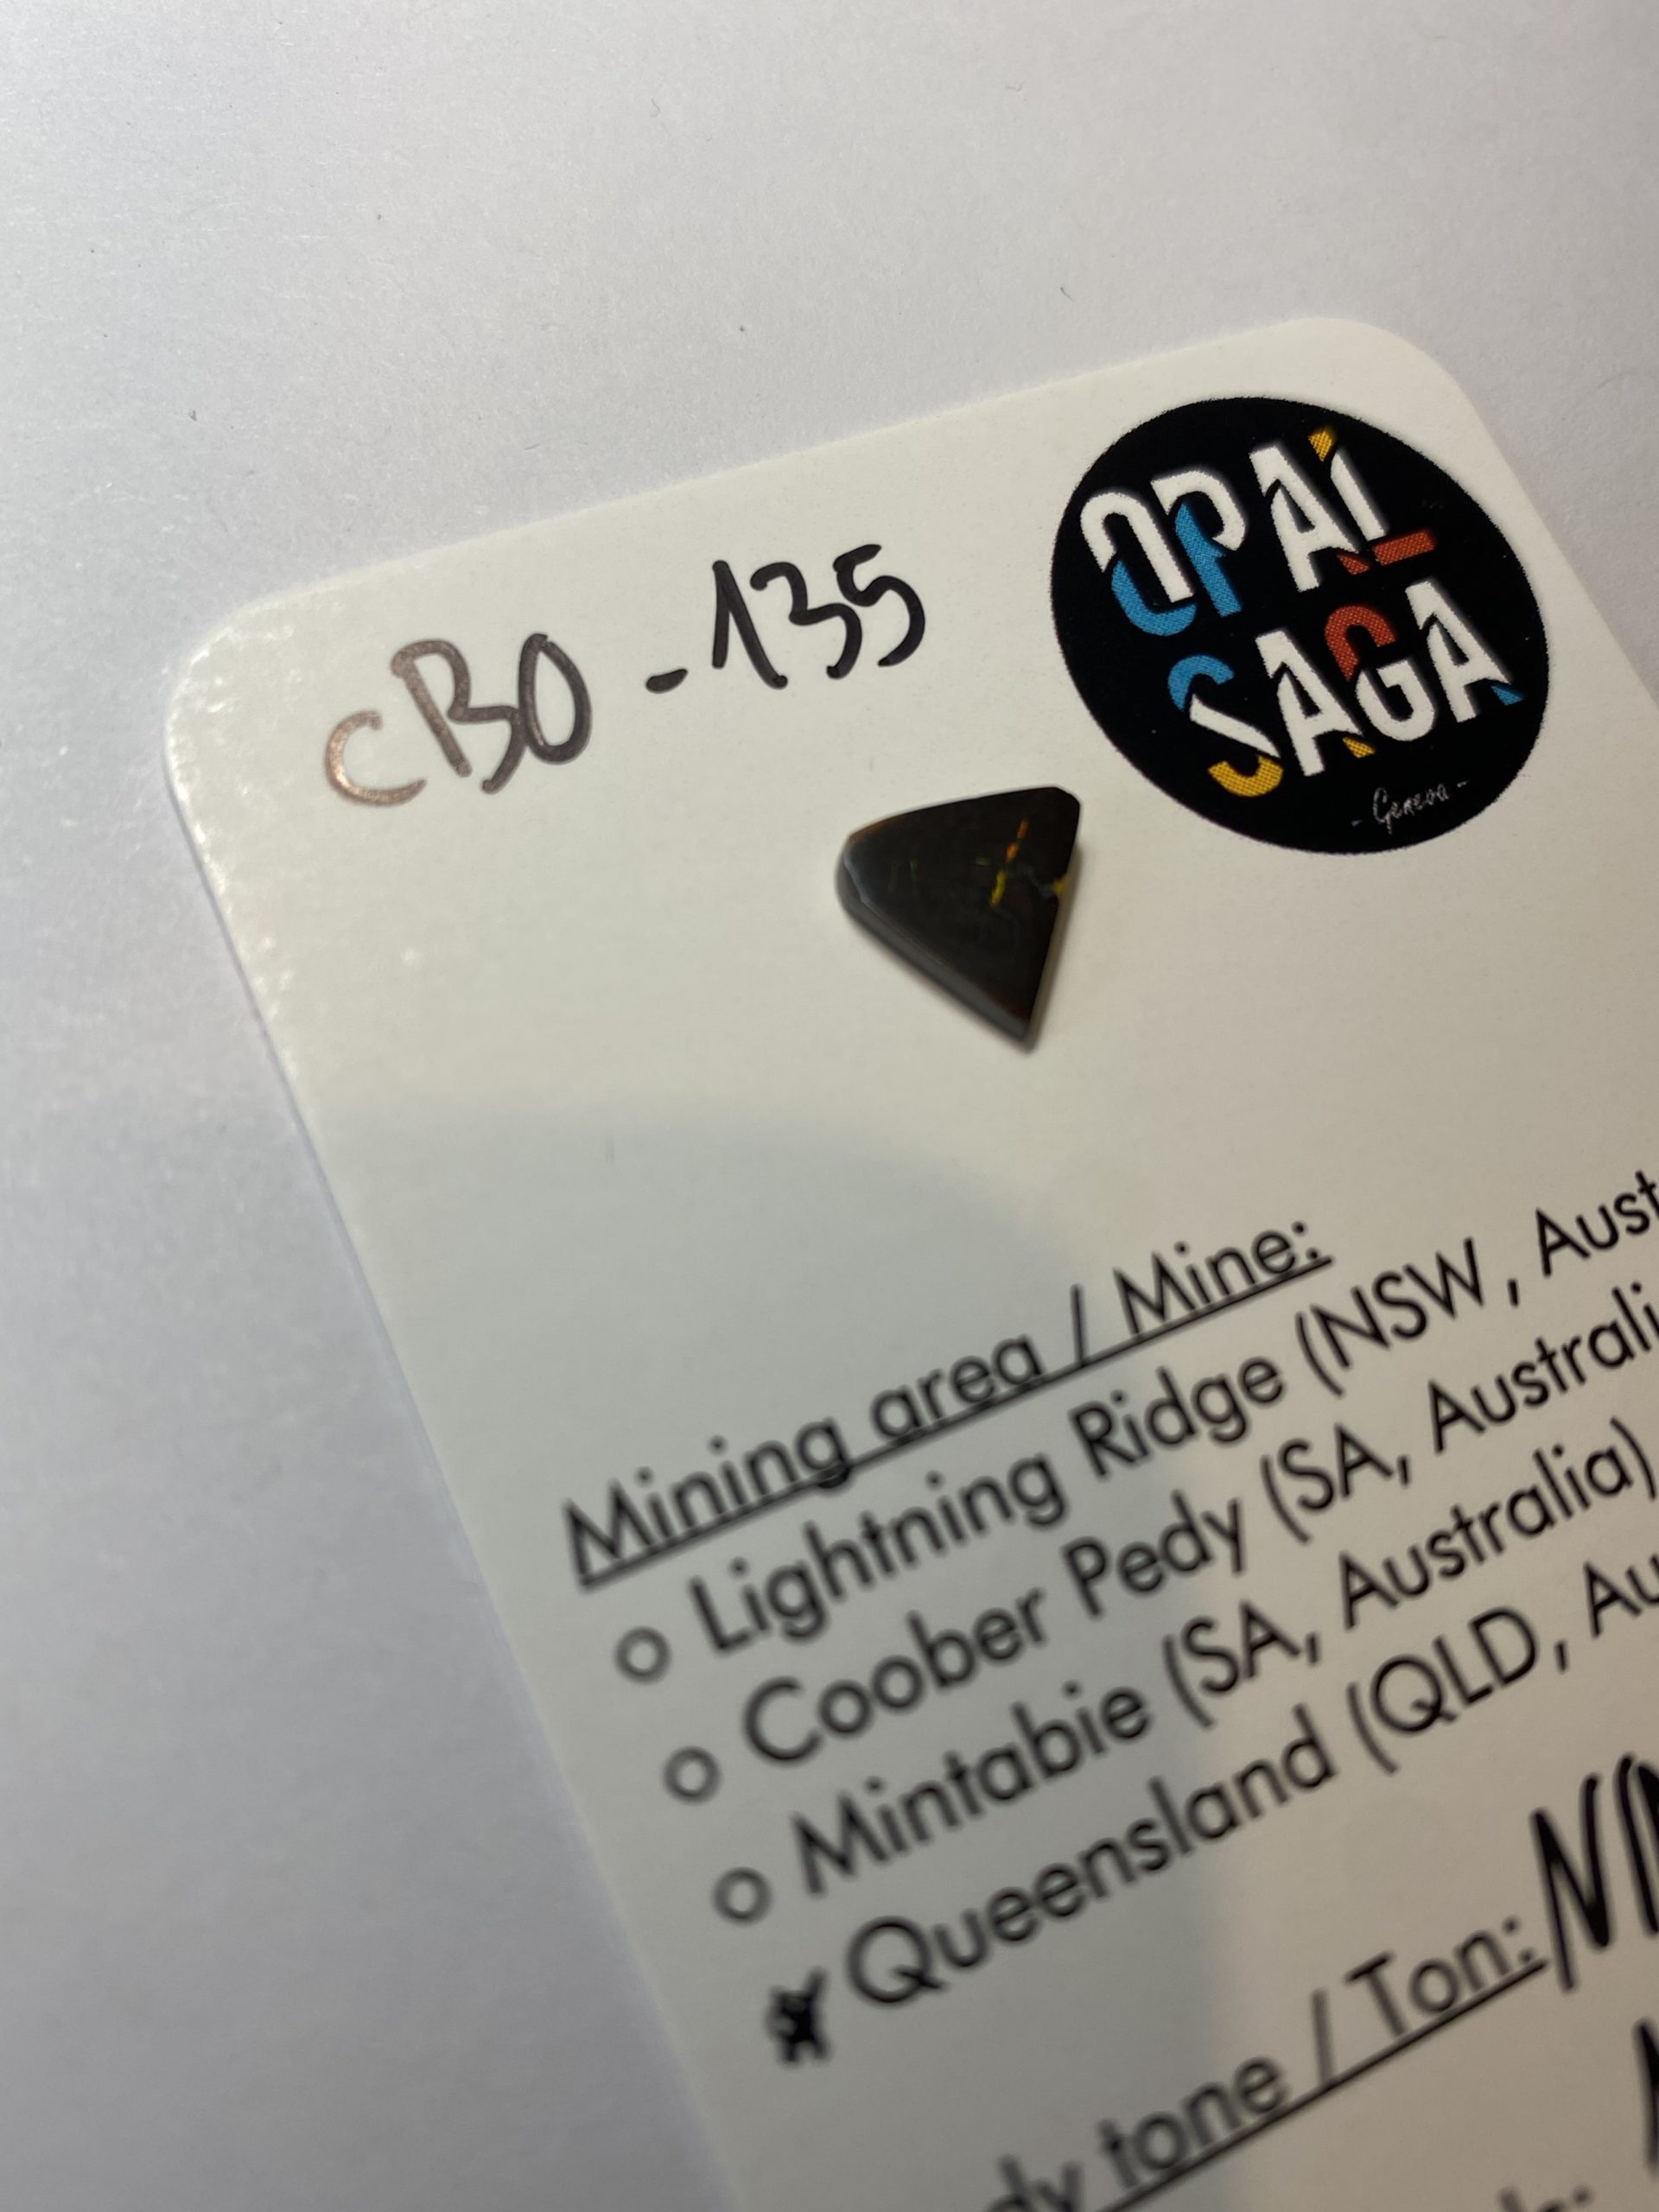 cBO - 135
OPAL
SAGA
- Geneva -
Mining area / Mine:
Lightning Ridge (NSW, Aust
Coober Pedy (SA, Australi
Mintabie (SA, Australia)
Queensland (QLD, Au
dy tone / Ton: